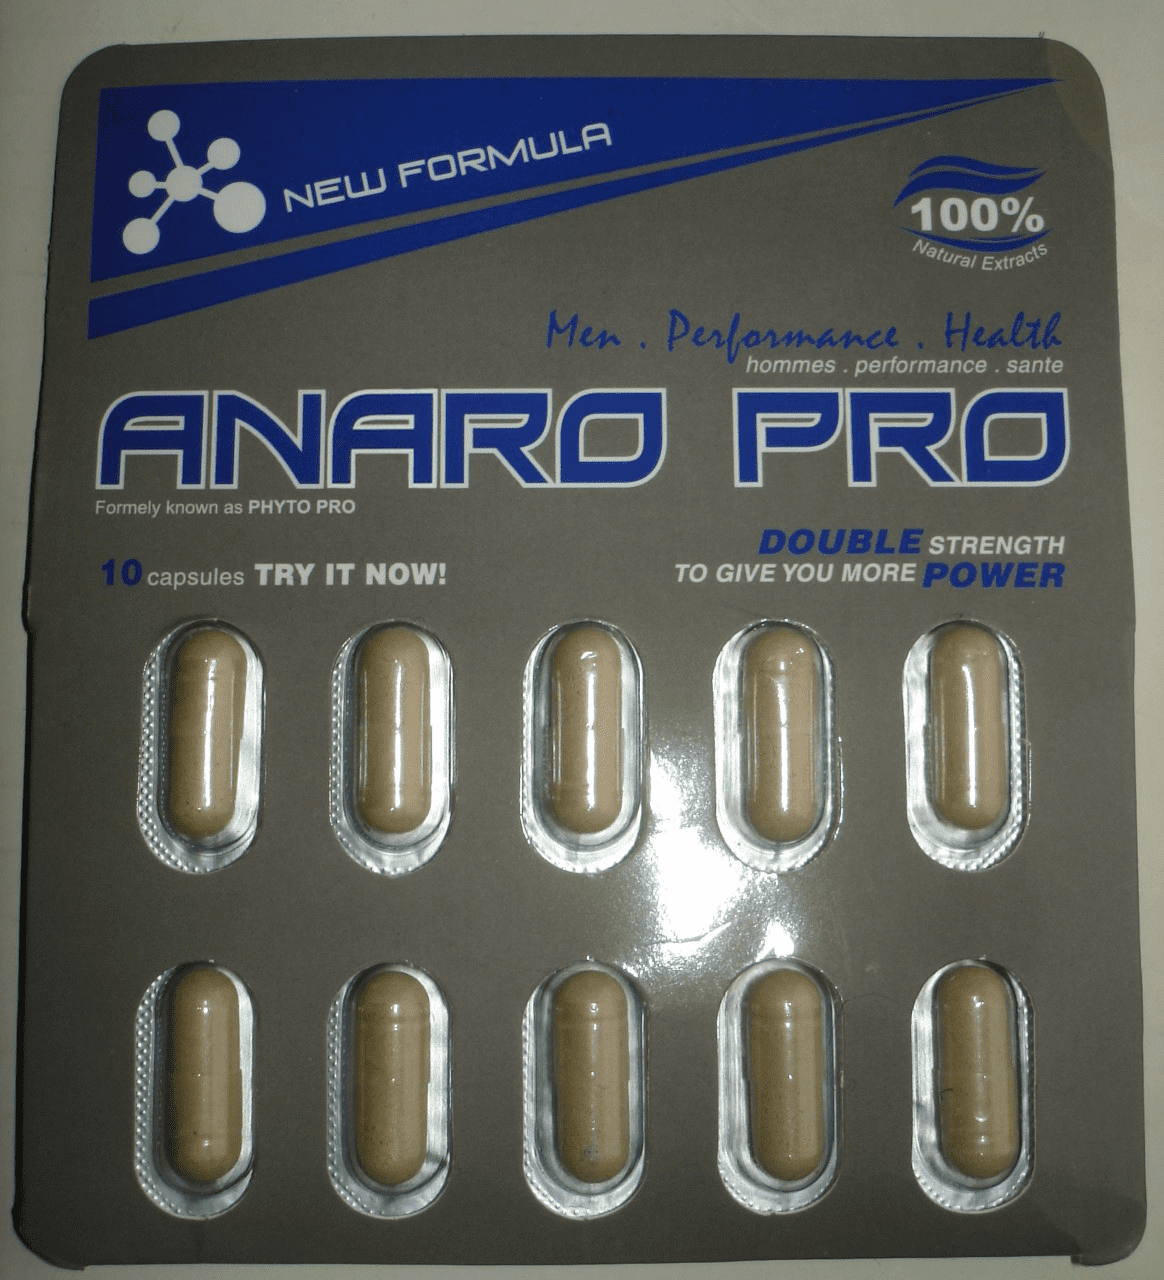 NEW FORMULA
100%
Natural Extracts
Men . Performance . Health
hommes . performance . sante
ANARO PRO
Formely known as PHYTO PRO
10 capsules TRY IT NOW!
DOUBLE STRENGTH
TO GIVE YOU MORE POWER